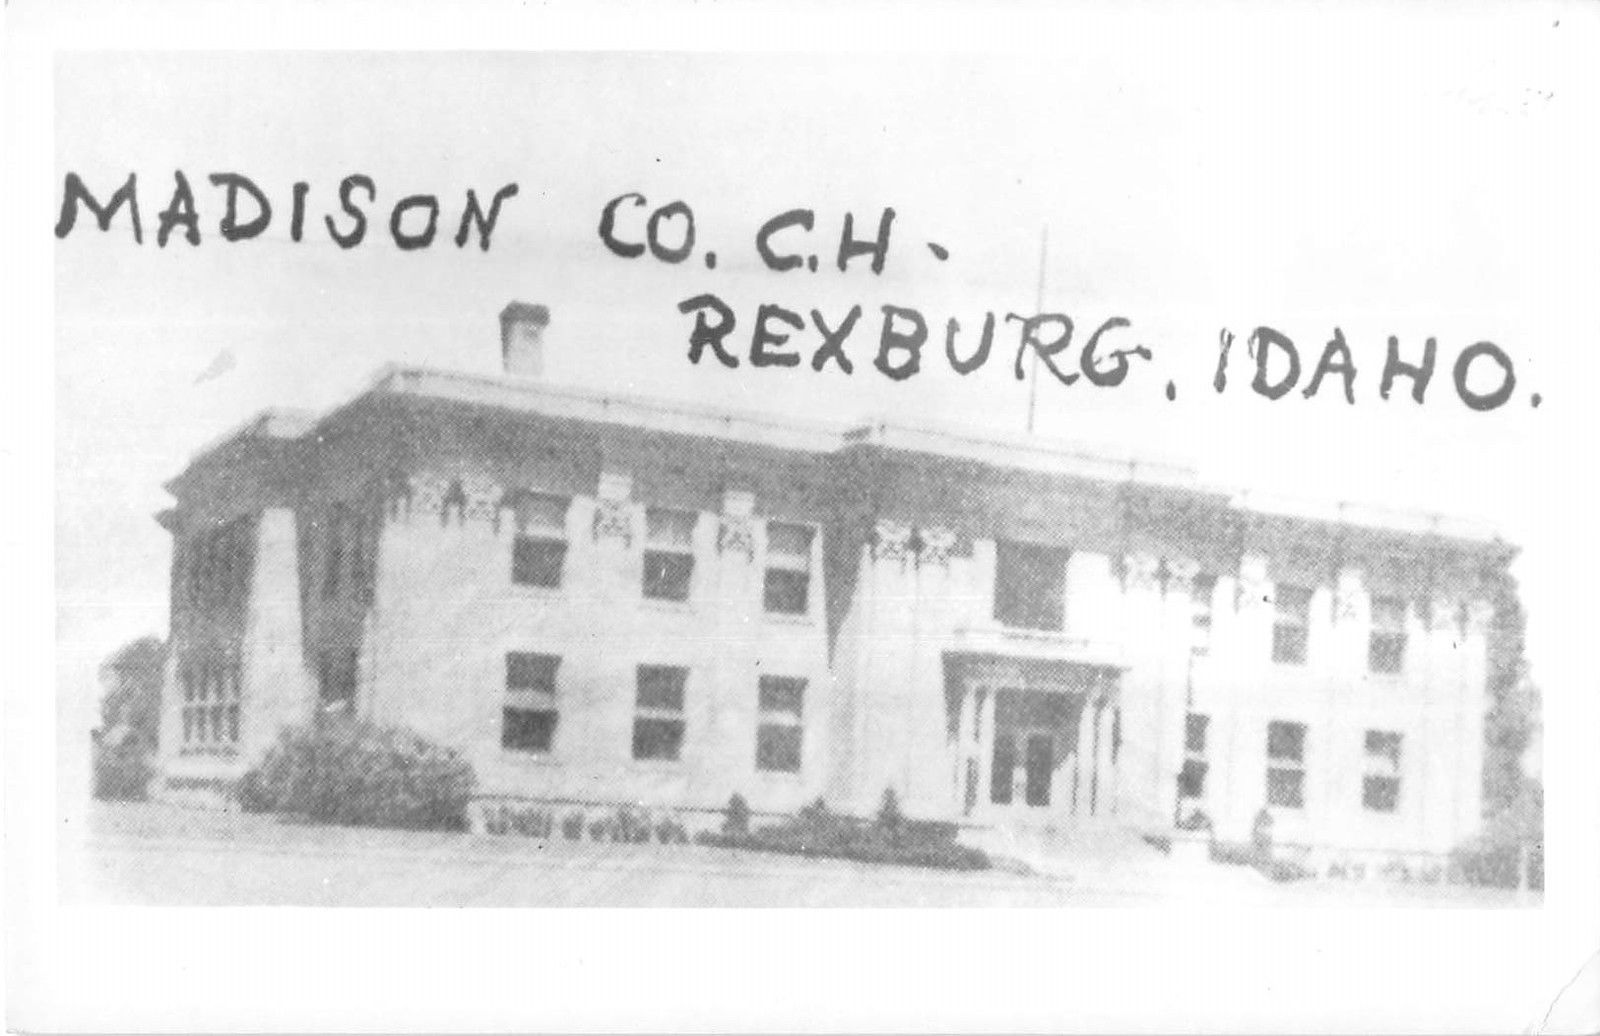 MADISON CO. C.H.
REXBURG, IDAHO.